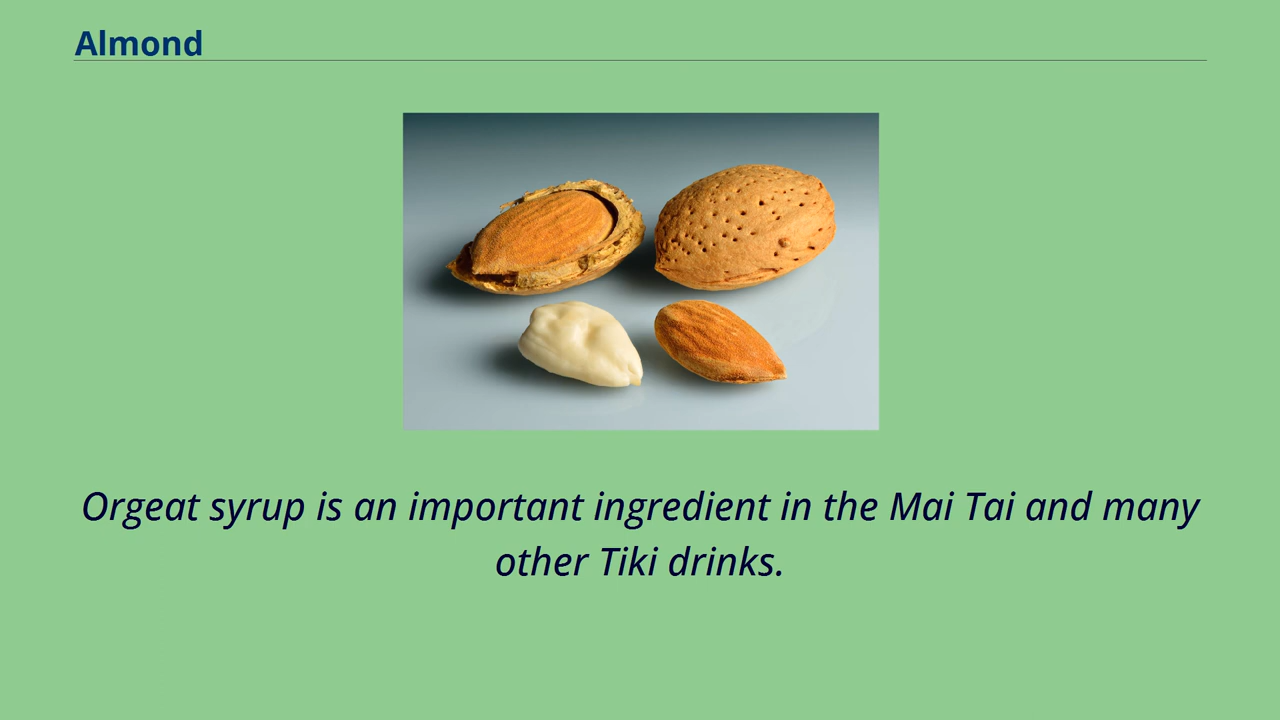 Almond
Orgeat syrup is an important ingredient in the Mai Tai and many
other Tiki drinks.